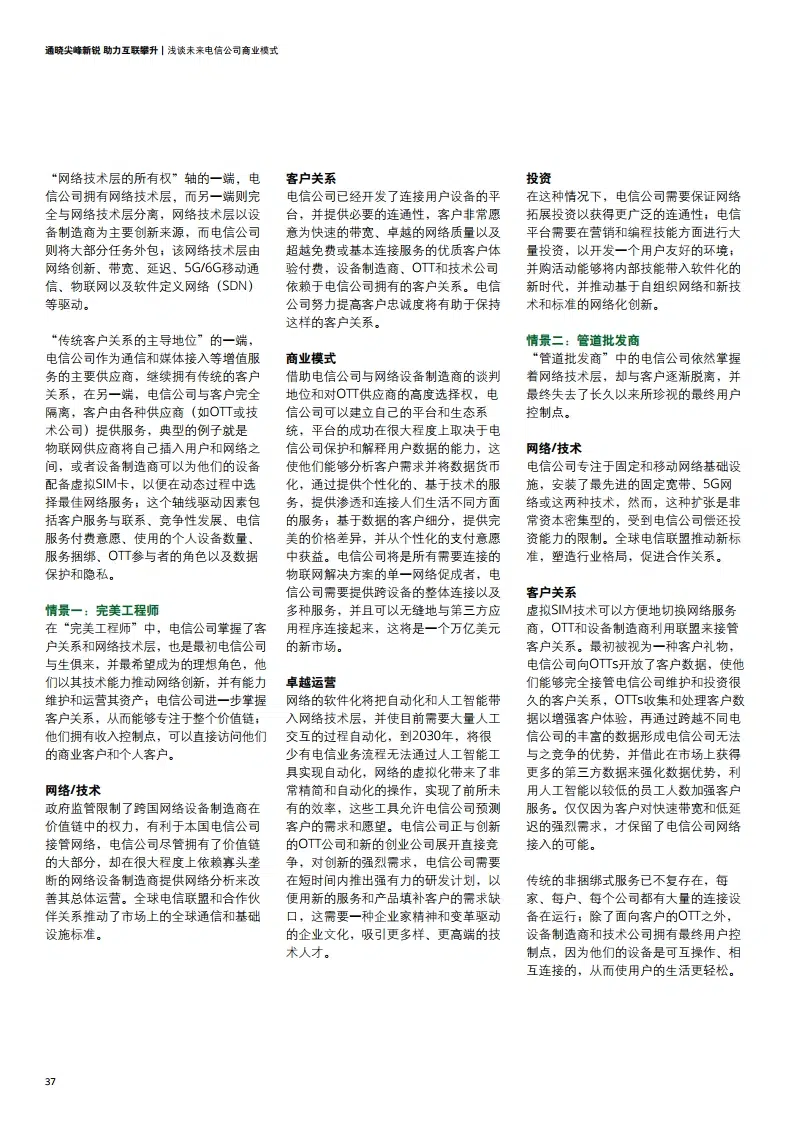 通晓尖峰新锐 助力互联攀升 | 浅谈未来电信公司商业模式
“网络技术层的所有权”轴的一端，电
信公司拥有网络技术层，而另一端则完
全与网络技术层分离，网络技术层以设
备制造商为主要创新来源，而电信公司
则将大部分任务外包；该网络技术层由
网络创新、带宽、延迟、5G/6G移动通
信、物联网以及软件定义网络（SDN）
等驱动。
“传统客户关系的主导地位”的一端，
电信公司作为通信和媒体接入等增值服
务的主要供应商，继续拥有传统的客户
关系，在另一端，电信公司与客户完全
隔离，客户由各种供应商（如OTT或技
术公司）提供服务，典型的例子就是
物联网供应商将自己插入用户和网络之
间，或者设备制造商可以为他们的设备
配备虚拟SIM卡，以便在动态过程中选
择最佳网络服务；这个轴线驱动因素包
括客户服务与联系、竞争性发展、电信
服务付费意愿、使用的个人设备数量、
服务捆绑、OTT参与者的角色以及数据
保护和隐私。
情景一：完美工程师
在“完美工程师”中，电信公司掌握了客
户关系和网络技术层，也是最初电信公司
与生俱来，并最希望成为的理想角色，他
们以其技术能力推动网络创新，并有能力
维护和运营其资产；电信公司进一步掌握
客户关系，从而能够专注于整个价值链；
他们拥有收入控制点，可以直接访问他们
的商业客户和个人客户。
网络/技术
政府监管限制了跨国网络设备制造商在
价值链中的权力，有利于本国电信公司
接管网络，电信公司尽管拥有了价值链
的大部分，却在很大程度上依赖寡头垄
断的网络设备制造商提供网络分析来改
善其总体运营。全球电信联盟和合作伙
伴关系推动了市场上的全球通信和基础
设施标准。
客户关系
电信公司已经开发了连接用户设备的平
台，并提供必要的连通性，客户非常愿
意为快速的带宽、卓越的网络质量以及
超越免费或基本连接服务的优质客户体
验付费，设备制造商、OTT和技术公司
依赖于电信公司拥有的客户关系。电信
公司努力提高客户忠诚度将有助于保持
这样的客户关系。
商业模式
借助电信公司与网络设备制造商的谈判
地位和对OTT供应商的高度选择权，电
信公司可以建立自己的平台和生态系
统，平台的成功在很大程度上取决于电
信公司保护和解释用户数据的能力，这
使他们能够分析客户需求并将数据货币
化，通过提供个性化的、基于技术的服
务，提供渗透和连接人们生活不同方面
的服务；基于数据的客户细分，提供完
美的价格差异，并从个性化的支付意愿
中获益。电信公司将是所有需要连接的
物联网解决方案的单一网络促成者，电
信公司需要提供跨设备的整体连接以及
多种服务，并且可以无缝地与第三方应
用程序连接起来，这将是一个万亿美元
的新市场。
卓越运营
网络的软件化将把自动化和人工智能带
入网络技术层，并使目前需要大量人工
交互的过程自动化，到2030年，将很
少有电信业务流程无法通过人工智能工
具实现自动化，网络的虚拟化带来了非
常精简和自动化的操作，实现了前所未
有的效率，这些工具允许电信公司预测
客户的需求和愿望。电信公司正与创新
的OTT公司和新的创业公司展开直接竞
争，对创新的强烈需求，电信公司需要
在短时间内推出强有力的研发计划，以
便用新的服务和产品填补客户的需求缺
口，这需要一种企业家精神和变革驱动
的企业文化，吸引更多样、更高端的技
术人才。
投资
在这种情况下，电信公司需要保证网络
拓展投资以获得更广泛的连通性；电信
平台需要在营销和编程技能方面进行大
量投资，以开发一个用户友好的环境；
并购活动能够将内部技能带入软件化的
新时代，并推动基于自组织网络和新技
术和标准的网络化创新。
情景二：管道批发商
“管道批发商”中的电信公司依然掌握
着网络技术层，却与客户逐渐脱离，并
最终失去了长久以来所珍视的最终用户
控制点。
网络/技术
电信公司专注于固定和移动网络基础设
施，安装了最先进的固定宽带、5G网
络或这两种技术，然而，这种扩张是非
常资本密集型的，受到电信公司偿还投
资能力的限制。全球电信联盟推动新标
准，塑造行业格局，促进合作关系。
客户关系
虚拟SIM技术可以方便地切换网络服务
商，OTT和设备制造商利用联盟来接管
客户关系。最初被视为一种客户礼物，
电信公司向OTTs开放了客户数据，使他
们能够完全接管电信公司维护和投资很
久的客户关系，OTTs收集和处理客户数
据以增强客户体验，再通过跨越不同电
信公司的丰富的数据形成电信公司无法
与之竞争的优势，并借此在市场上获得
更多的第三方数据来强化数据优势，利
用人工智能以较低的员工人数加强客户
服务。仅仅因为客户对快速带宽和低延
迟的强烈需求，才保留了电信公司网络
接入的可能。
传统的非捆绑式服务已不复存在，每
家、每户、每个公司都有大量的连接设
备在运行；除了面向客户的OTT之外，
设备制造商和技术公司拥有最终用户控
制点，因为他们的设备是可互操作、相
互连接的，从而使用户的生活更轻松。
37